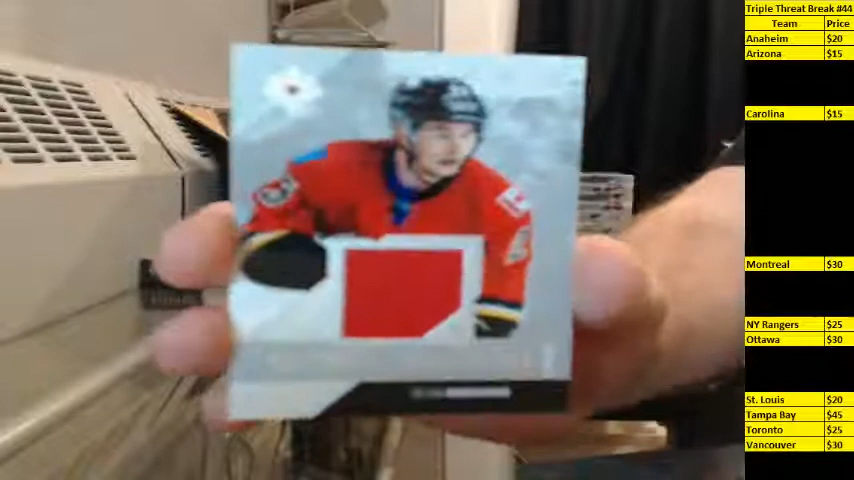 Triple Threat Break #44
Team Price
Anaheim $20
Arizona $15
Carolina $15
Montreal $30
NY Rangers $25
Ottawa $30
St. Louis $20
Tampa Bay $45
Toronto $25
Vancouver $30